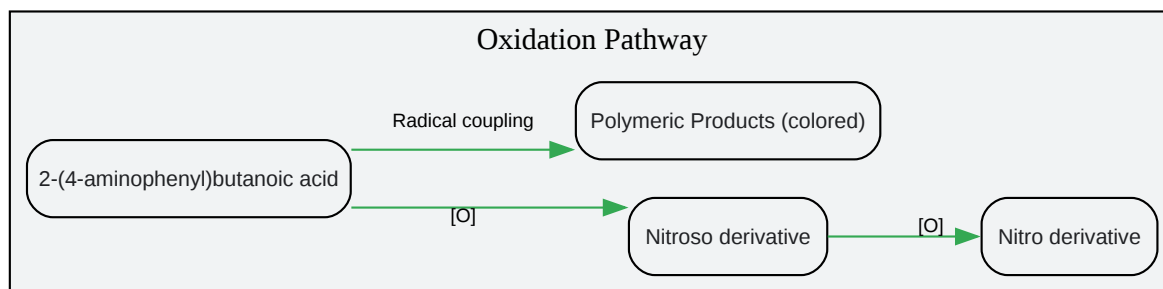 Oxidation Pathway
Radical coupling
Polymeric Products (colored)
2-(4-aminophenyl)butanoic acid
[O]
Nitroso derivative
[O]
Nitro derivative